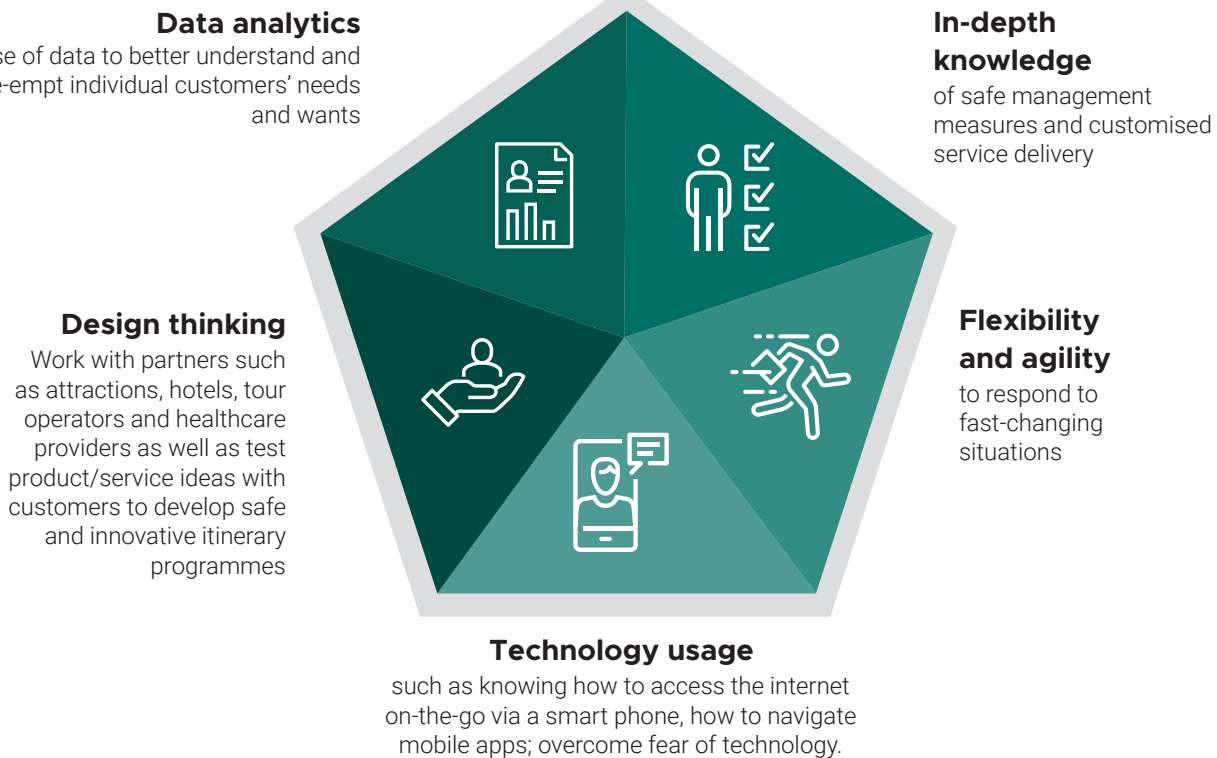 Data analytics
se of data to better understand and
e-empt individual customers’ needs
and wants
In-depth
knowledge
of safe management
measures and customised
service delivery
Design thinking
Work with partners such
as attractions, hotels, tour
operators and healthcare
providers as well as test
product/service ideas with
customers to develop safe
and innovative itinerary
programmes
Flexibility
and agility
to respond to
fast-changing
situations
Technology usage
such as knowing how to access the internet
on-the-go via a smart phone, how to navigate
mobile apps; overcome fear of technology.